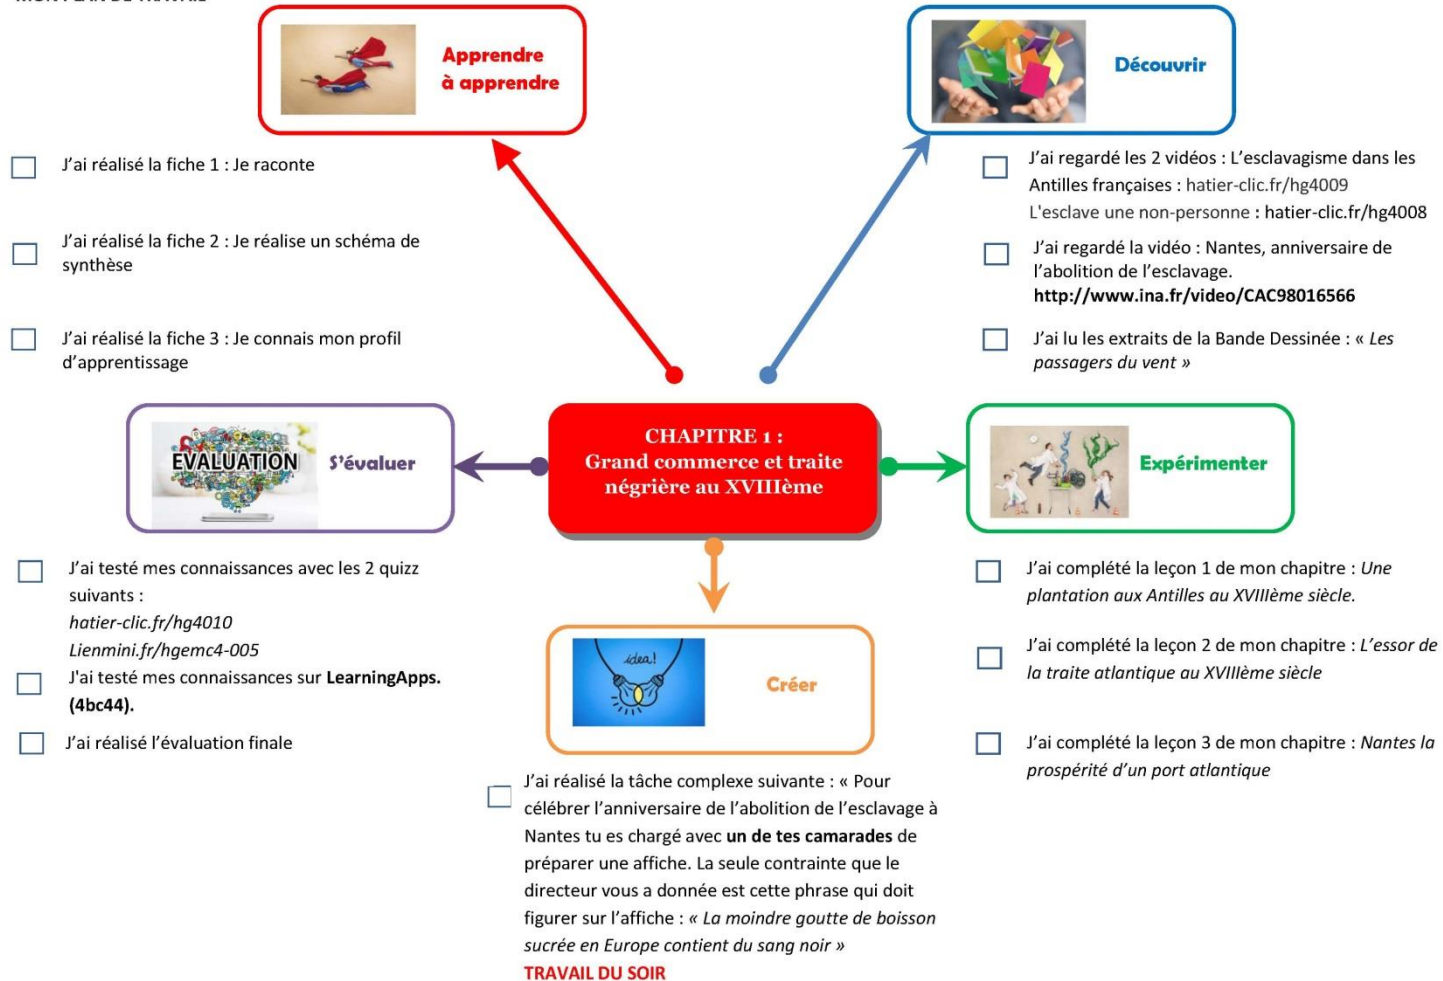 MON PLAN DE TRAVAIL
Apprendre
à apprendre
J'ai réalisé la fiche 1 : Je raconte
J'ai réalisé la fiche 2 : Je réalise un schéma de
synthèse
J'ai réalisé la fiche 3 : Je connais mon profil
d'apprentissage
Découvrir
J'ai regardé les 2 vidéos : L'esclavagisme dans les
Antilles françaises : hatier-clic.fr/hg4009
L'esclave une non-personne : hatier-clic.fr/hg4008
J'ai regardé la vidéo : Nantes, anniversaire de
l'abolition de l'esclavage.
http://www.ina.fr/video/CAC98016566
J'ai lu les extraits de la Bande Dessinée : « Les
passagers du vent »
EVALUATION
S'évaluer
CHAPITRE 1 :
Grand commerce et traite
négrière au XVIIIème
Expérimenter
J'ai testé mes connaissances avec les 2 quizz
suivants :
hatier-clic.fr/hg4010
Lienmini.fr/hgemc4-005
J'ai testé mes connaissances sur LearningApps.
(4bc44).
J'ai réalisé l'évaluation finale
idea!
Créer
J'ai réalisé la tâche complexe suivante : « Pour
célébrer l'anniversaire de l'abolition de l'esclavage à
Nantes tu es chargé avec un de tes camarades de
préparer une affiche. La seule contrainte que le
directeur vous a donnée est cette phrase qui doit
figurer sur l'affiche : « La moindre goutte de boisson
sucrée en Europe contient du sang noir »
TRAVAIL DU SOIR
J'ai complété la leçon 1 de mon chapitre : Une
plantation aux Antilles au XVIIIème siècle.
J'ai complété la leçon 2 de mon chapitre : L'essor de
la traite atlantique au XVIIIème siècle
J'ai complété la leçon 3 de mon chapitre : Nantes la
prospérité d'un port atlantique